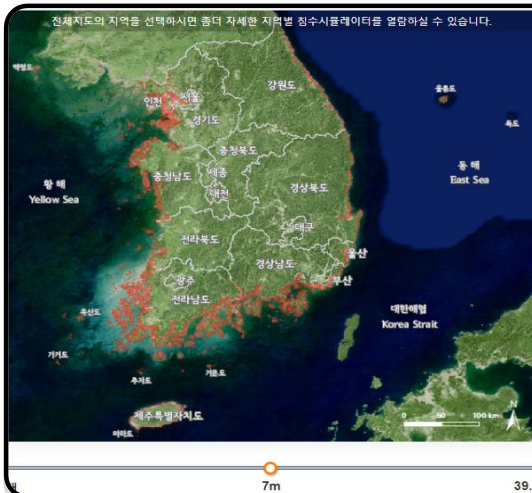 전체지도의 지역을 선택하시면 좀더 자세한 지역별 침수시뮬레이터를 열람하실 수 있습니다.
백령도
인천 서울
강원도
경기도
울릉도
독도
충청북도
충청남도
세종
대전
경상북도
동 해
East Sea
황 해
Yellow Sea
전라북도
대구
울산
경상남도
부산
광주
전라남도
대한해협
Korea Strait
흑산도
가거도
추자도
거문도
제주특별자치도
마라도
N
0 50 100 km
7m
39.